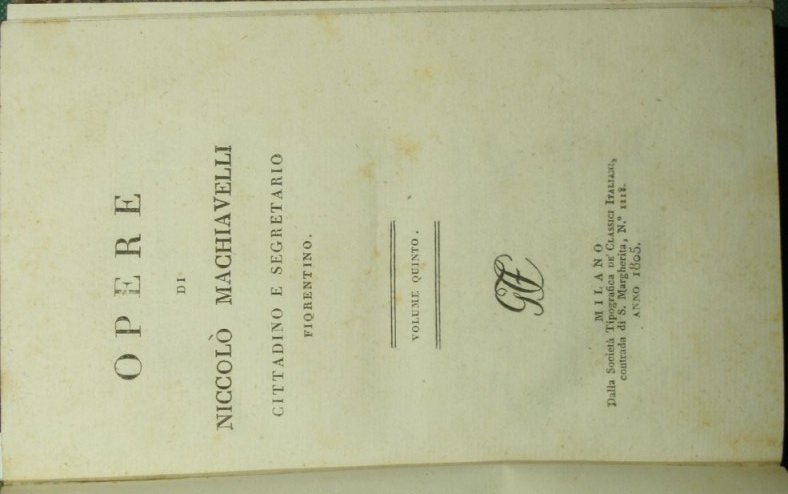 OPERE
DI
NICCOLÒ MACHIAVELLI
CITTADINO E SEGRETARIO
FIORENTINO.
VOLUME QUINTO.
MILANO
Dalla Società Tipografica DE' CLASSICI ITALIANI,
contrada di S. Margherita, N.° 1118.
ANNO 1805.